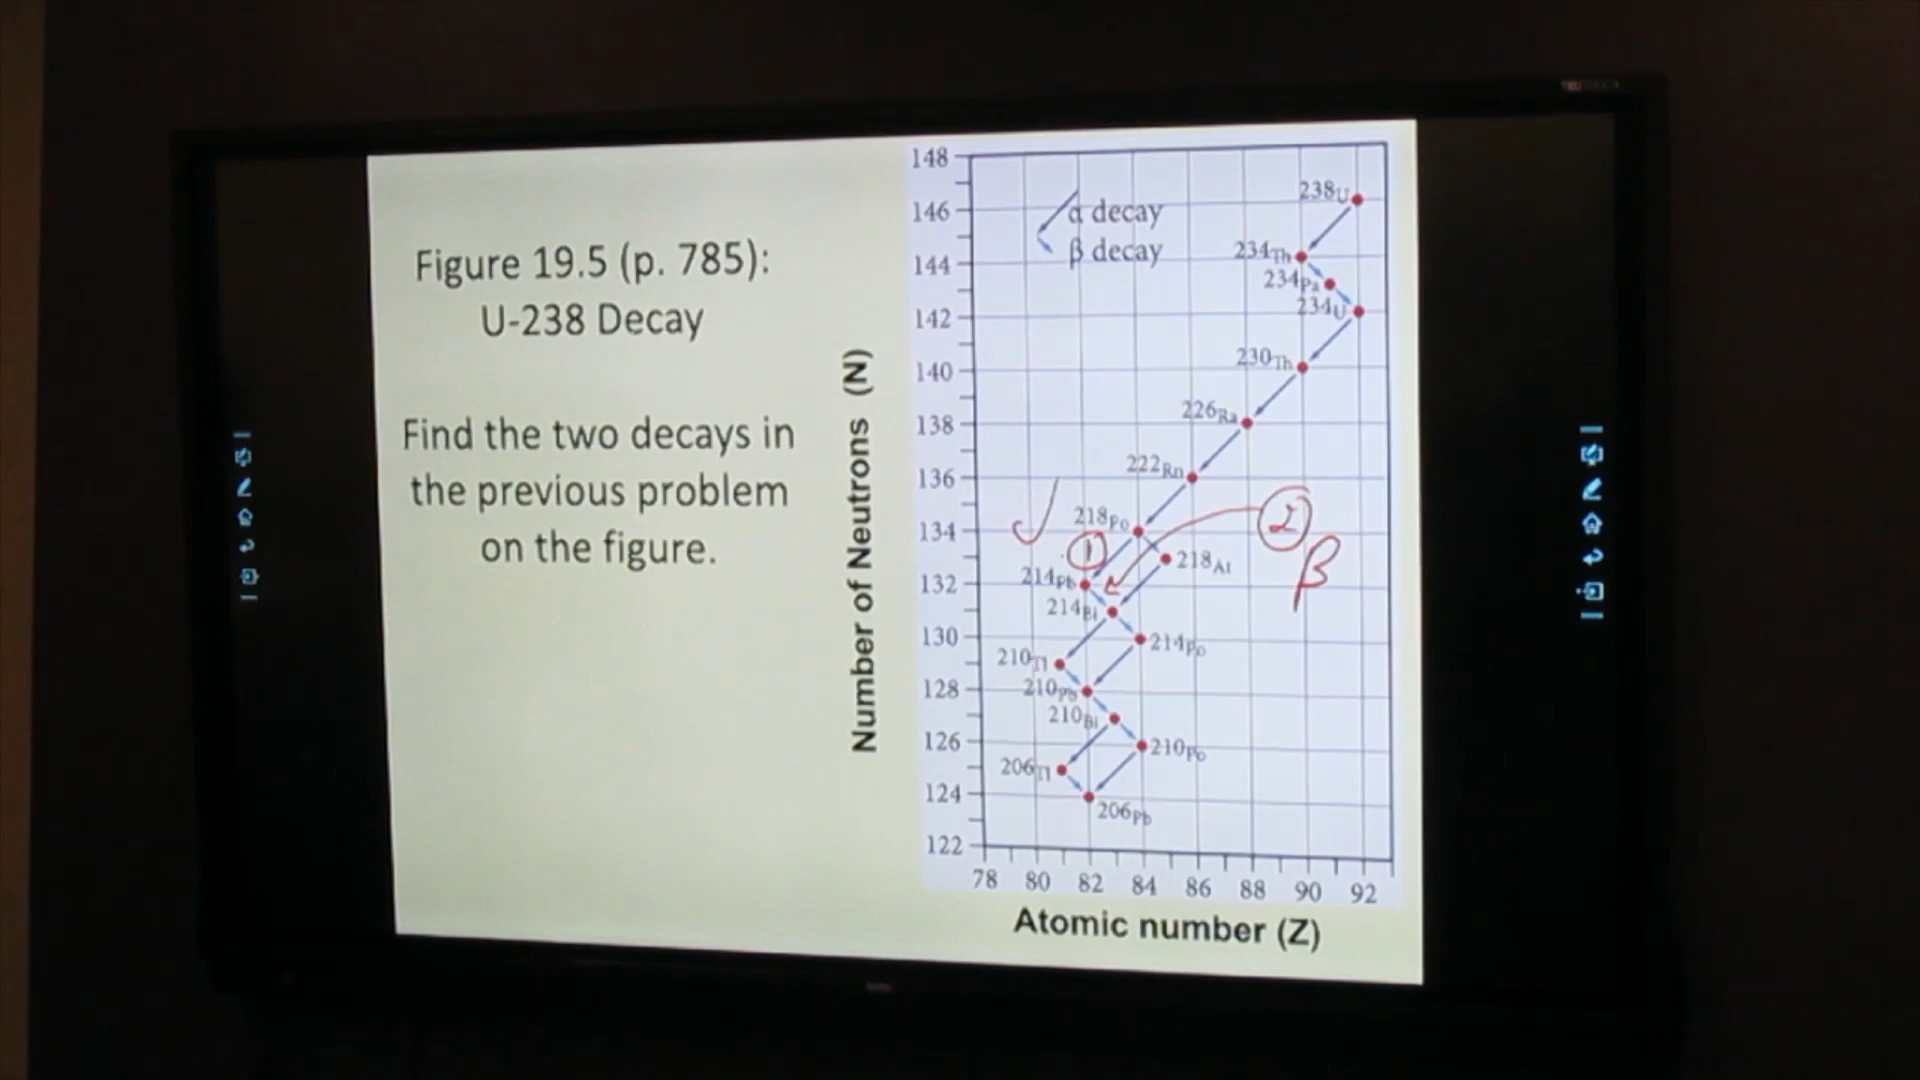 Figure 19.5 (p. 785):
U-238 Decay
Find the two decays in
the previous problem
on the figure.
Number of Neutrons (N)
148
146
144
142
140
138
136
134
132
130
128
126
124
122
α decay
β decay
238U
234Th
234Pa
234U
230Th
226Ra
222Rn
218Po
1
2
β
218At
214Pb
214Bi
214Po
210Tl
210Pb
210Bi
210Po
206Tl
206Pb
78 80 82 84 86 88 90 92
Atomic number (Z)